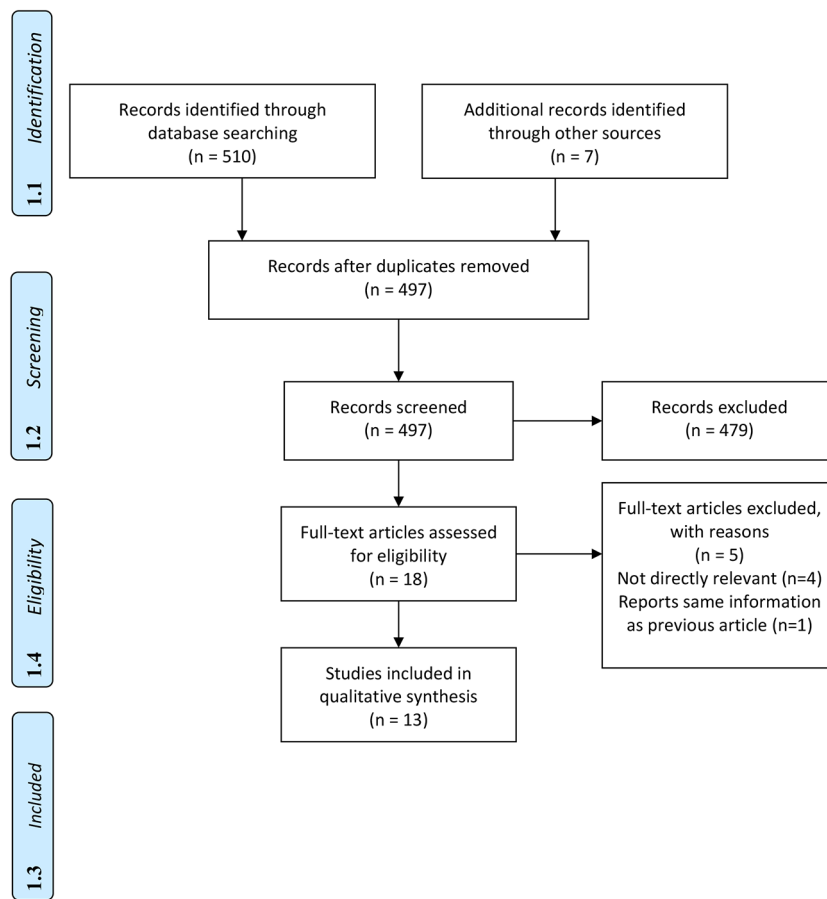 1.1 Identification
Records identified through
database searching
(n = 510)
Additional records identified
through other sources
(n = 7)
Records after duplicates removed
(n = 497)
1.2 Screening
Records screened
(n = 497)
Records excluded
(n = 479)
1.4 Eligibility
Full-text articles assessed
for eligibility
(n = 18)
Full-text articles excluded,
with reasons
(n = 5)
Not directly relevant (n=4)
Reports same information
as previous article (n=1)
Studies included in
qualitative synthesis
(n = 13)
1.3 Included